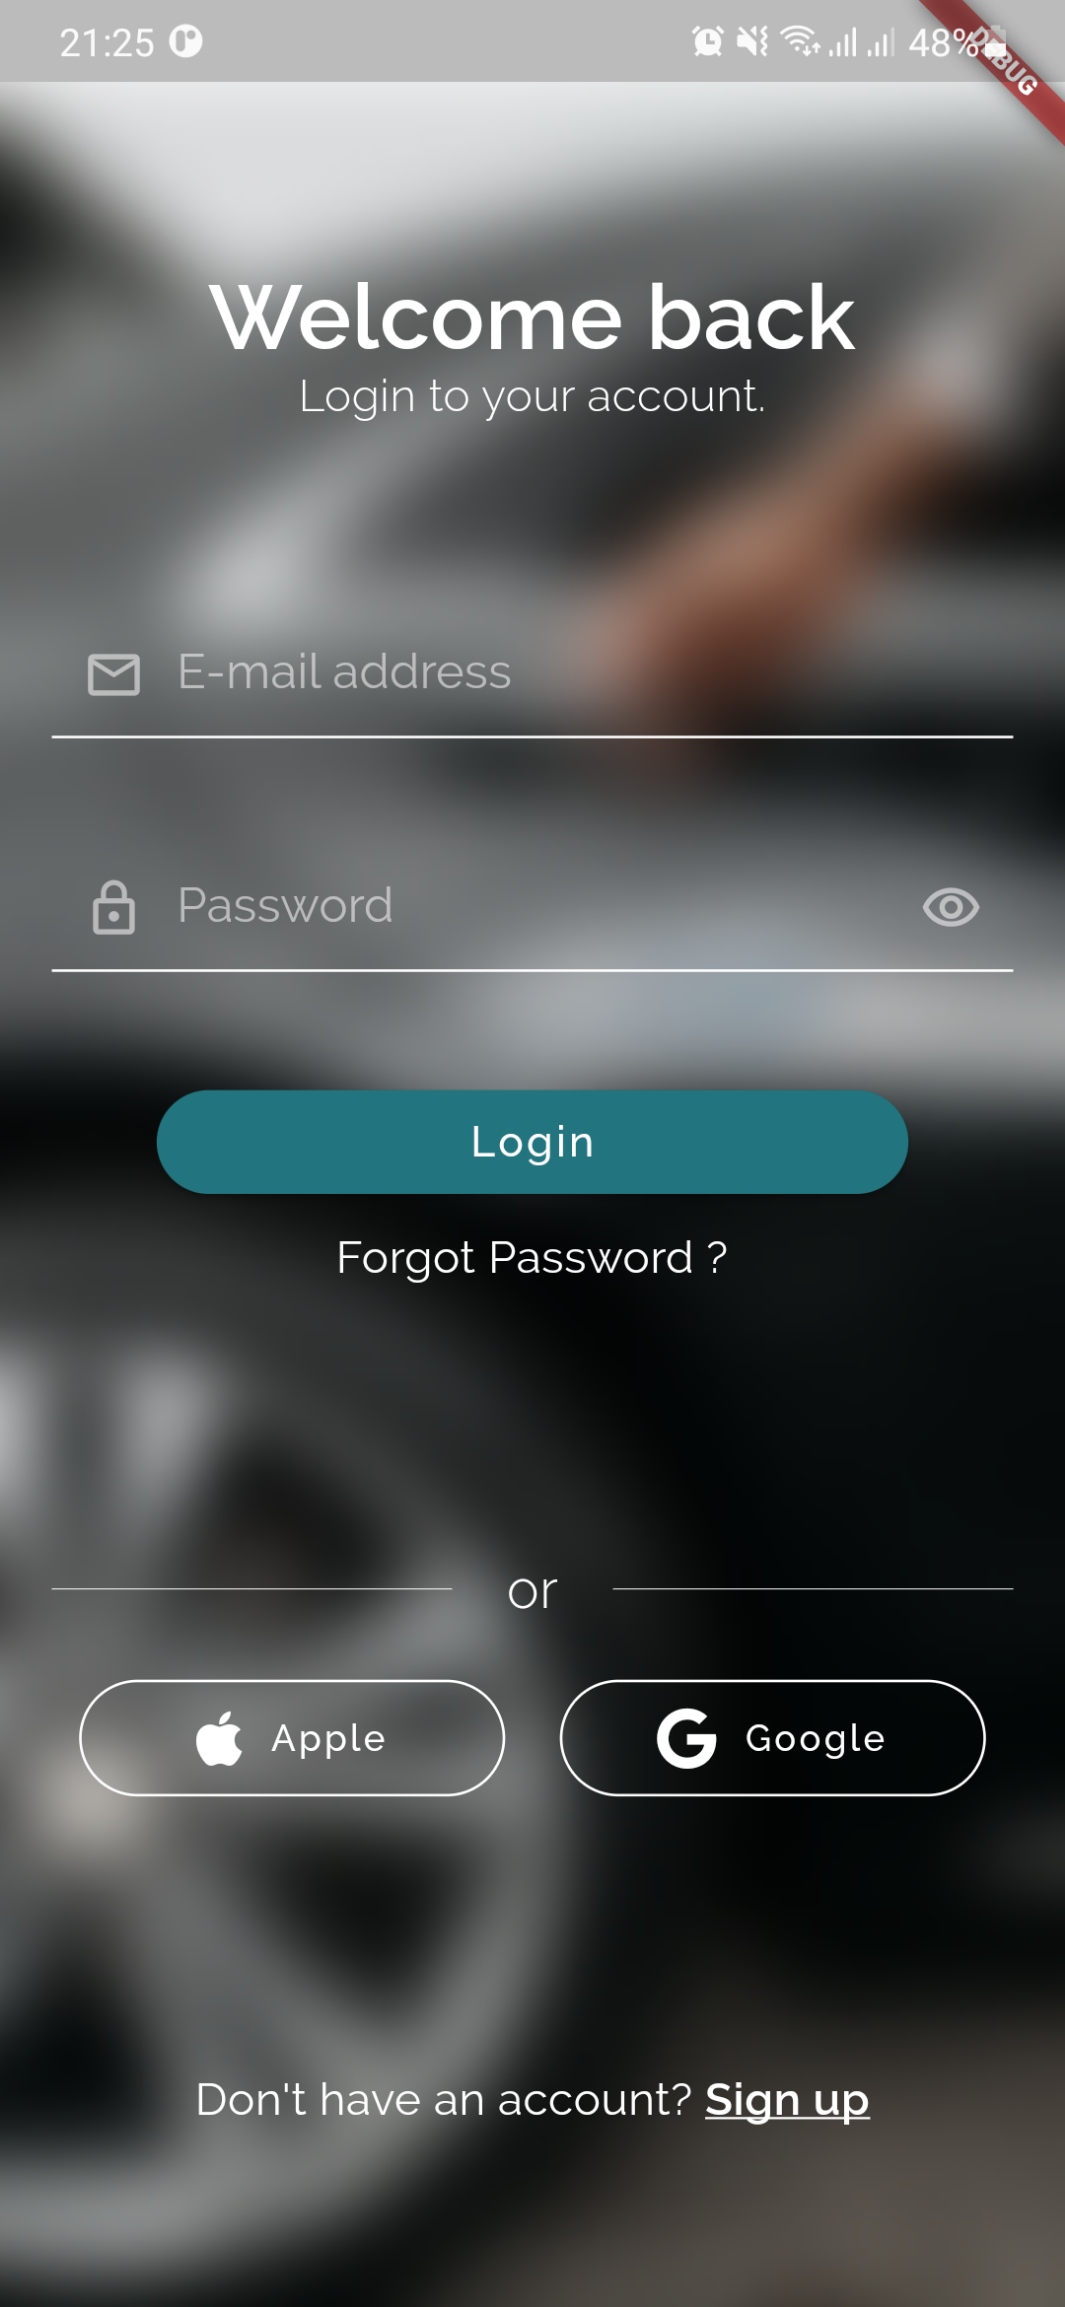 21:25
48%
DEBUG
Welcome back
Login to your account.
E-mail address
Password
Login
Forgot Password ?
or
Apple
Google
Don't have an account? Sign up